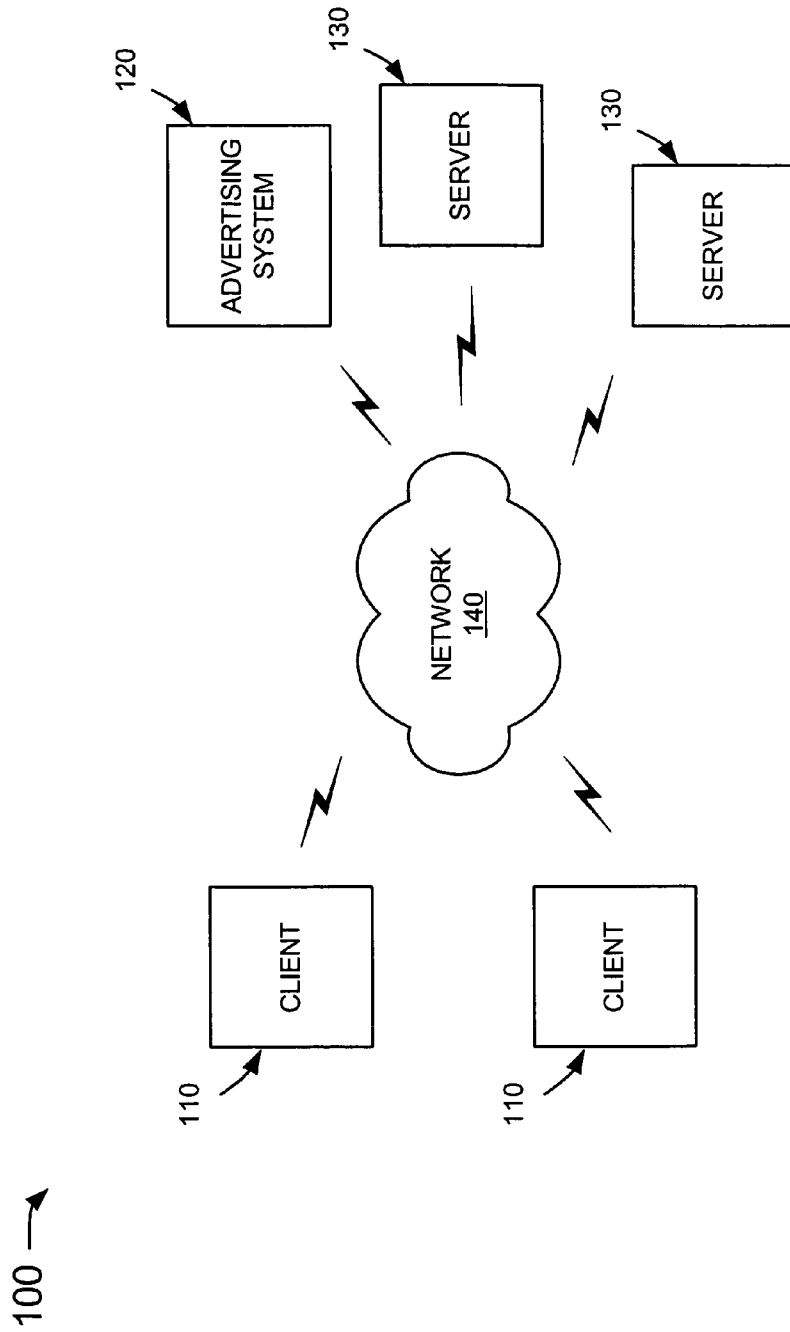 100
110
CLIENT
110
CLIENT
NETWORK
140
120
ADVERTISING
SYSTEM
130
SERVER
130
SERVER